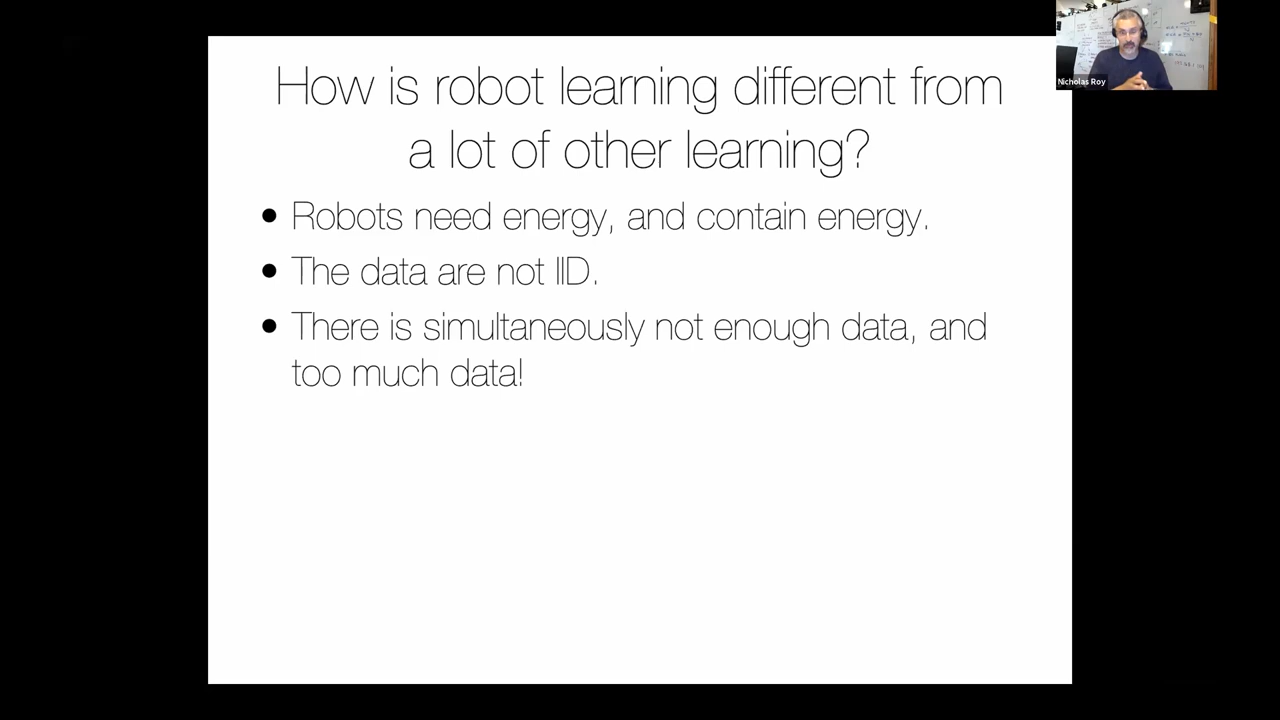 How is robot learning different from
a lot of other learning?
• Robots need energy, and contain energy.
• The data are not IID.
• There is simultaneously not enough data, and
too much data!
Nicholas Roy